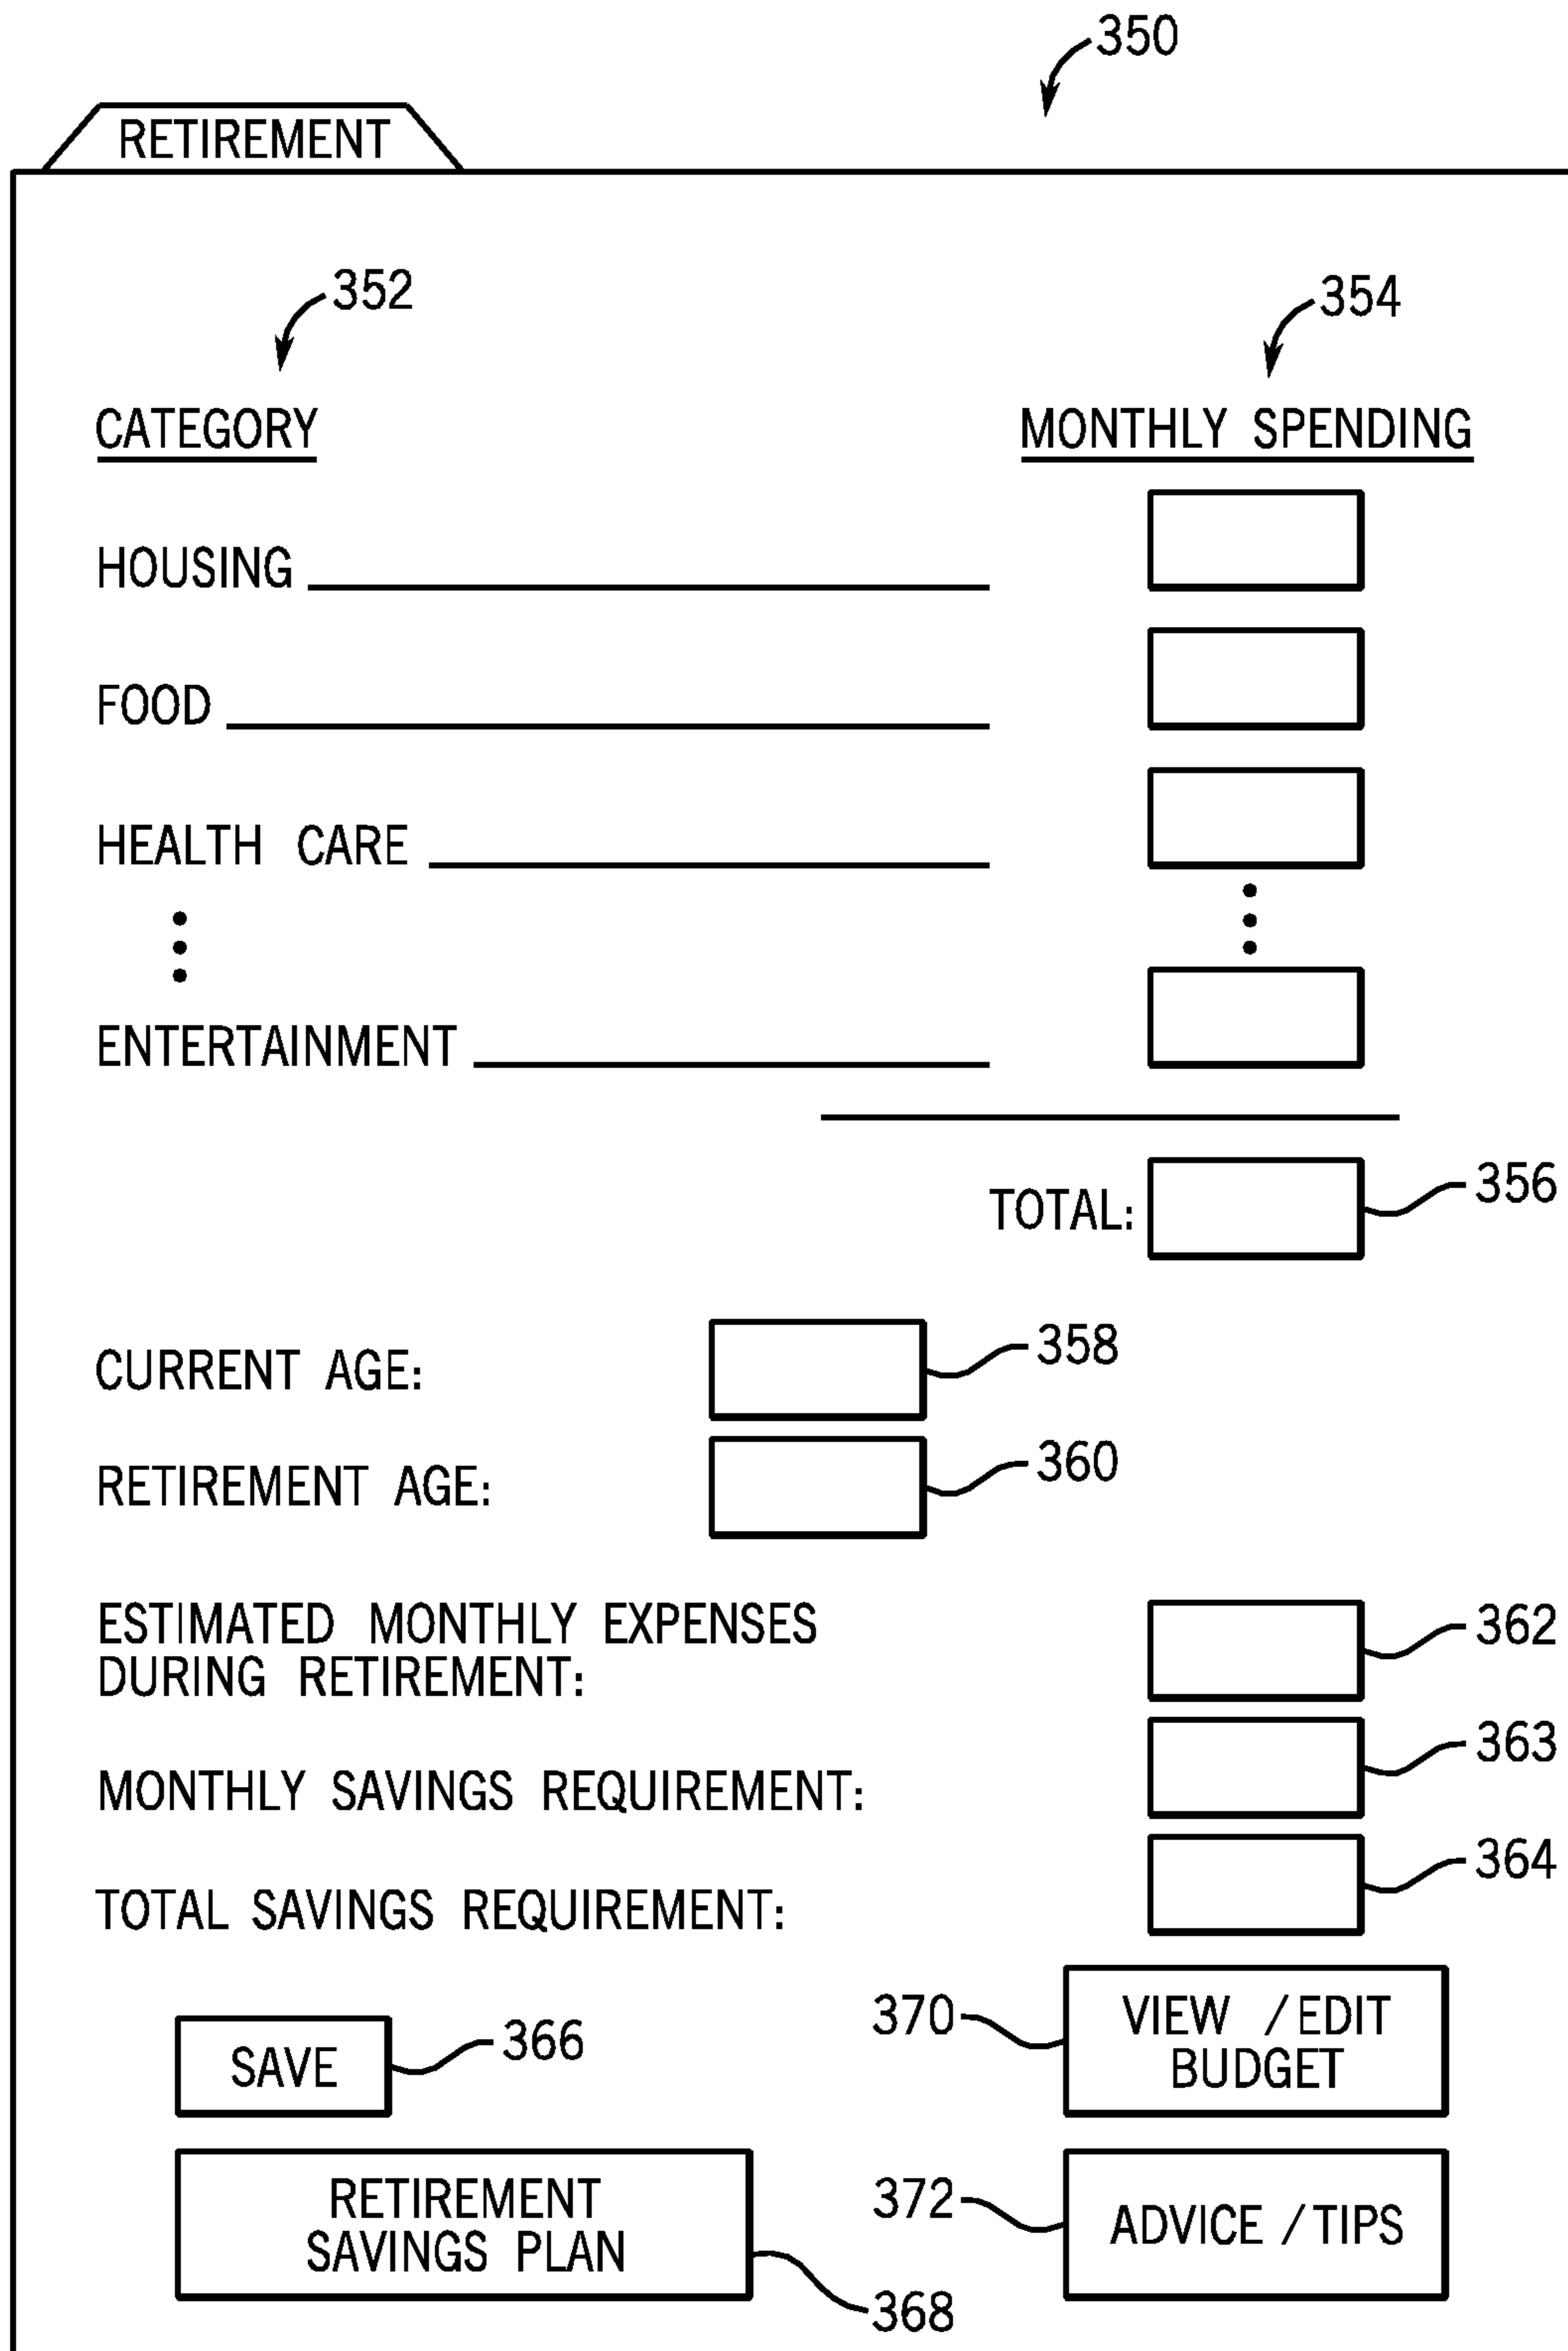 350
RETIREMENT
352
354
CATEGORY
MONTHLY SPENDING
HOUSING
FOOD
HEALTH CARE
ENTERTAINMENT
TOTAL:
356
CURRENT AGE:
358
RETIREMENT AGE:
360
ESTIMATED MONTHLY EXPENSES
DURING RETIREMENT:
362
MONTHLY SAVINGS REQUIREMENT:
363
TOTAL SAVINGS REQUIREMENT:
364
SAVE
366
370
VIEW / EDIT
BUDGET
RETIREMENT
SAVINGS PLAN
368
372
ADVICE / TIPS